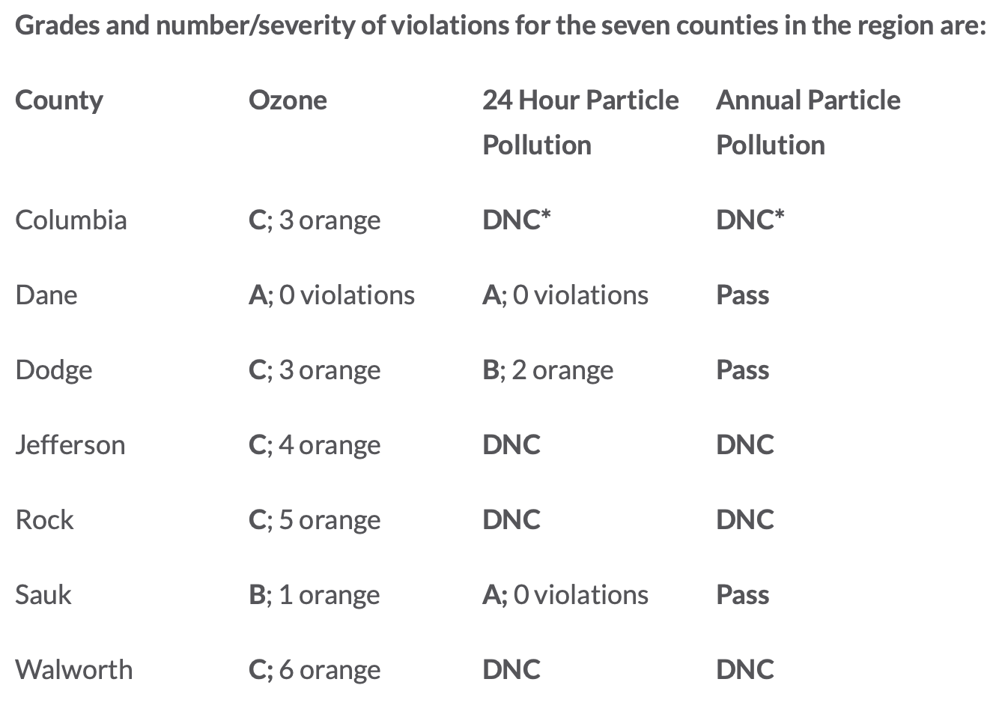 Grades and number/severity of violations for the seven counties in the region are:
County Ozone 24 Hour Particle Pollution Annual Particle Pollution
Columbia C; 3 orange DNC* DNC*
Dane A; 0 violations A; 0 violations Pass
Dodge C; 3 orange B; 2 orange Pass
Jefferson C; 4 orange DNC DNC
Rock C; 5 orange DNC DNC
Sauk B; 1 orange A; 0 violations Pass
Walworth C; 6 orange DNC DNC